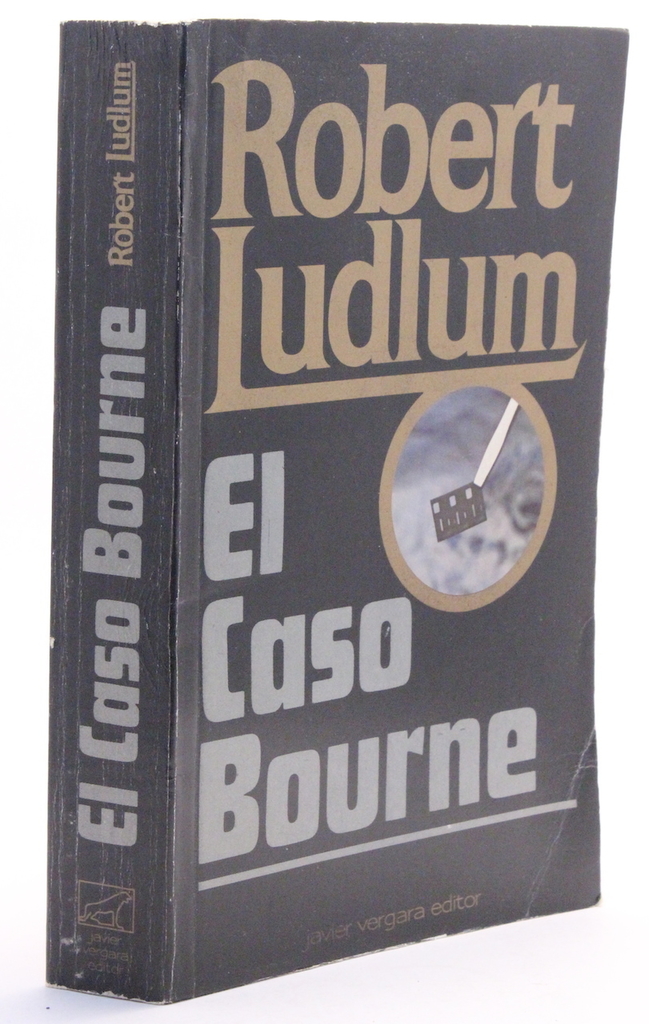 Robert
Ludlum
El
Caso
Bourne
javier vergara editor
El Caso Bourne Robert Ludlum
javier
vergara
editor